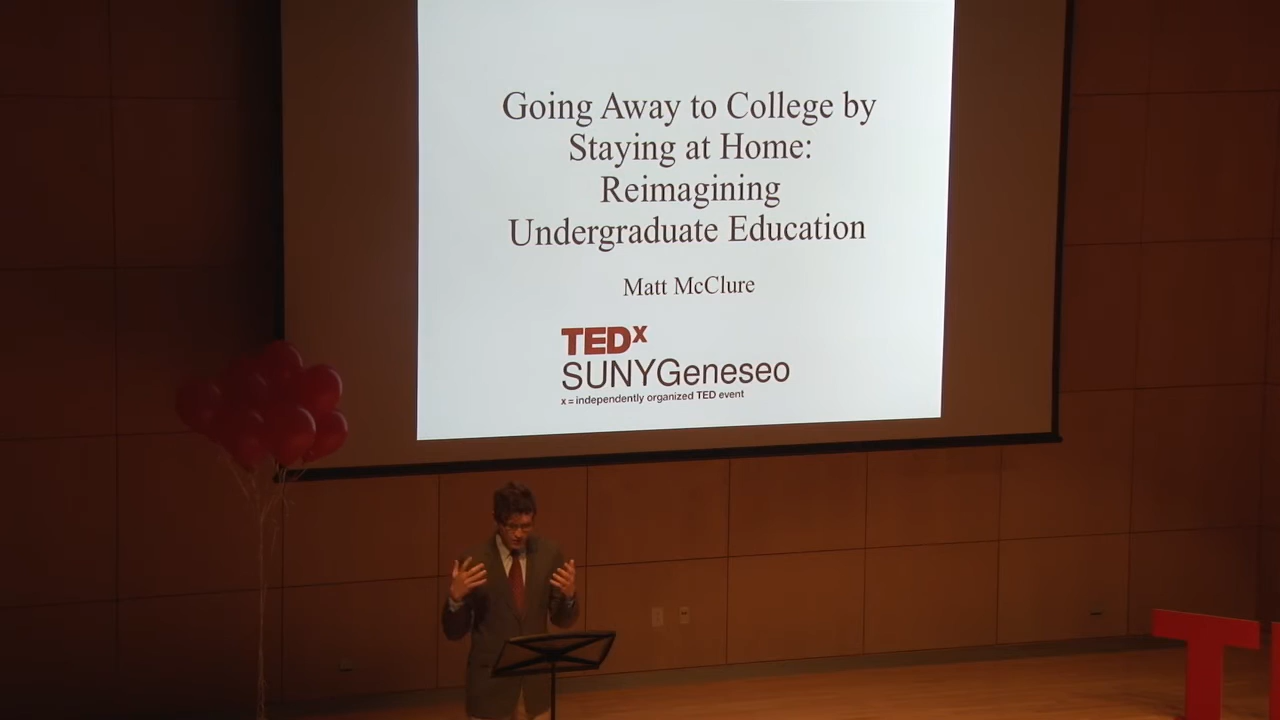 Going Away to College by
Staying at Home:
Reimagining
Undergraduate Education
Matt McClure
TEDx
SUNYGeneseo
x = independently organized TED event
T